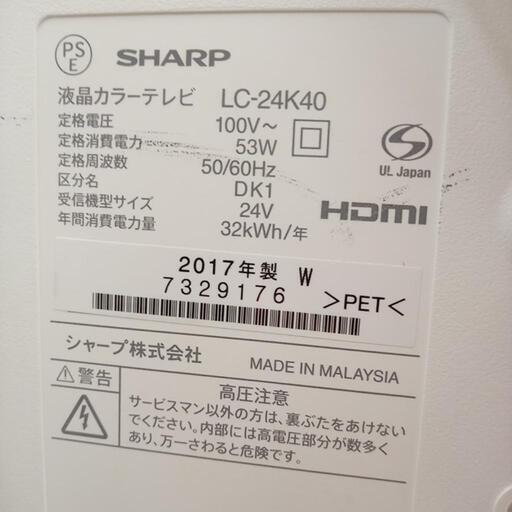 PS
E
SHARP
液晶カラーテレビ LC-24K40
定格電圧 100V～
定格消費電力 53W
定格周波数 50/60Hz
区分名 DK1
受信機型サイズ 24V
年間消費電力量 32kWh/年
S
UL Japan
HDMI
2017年製 W
7329176 >PET<
シャープ株式会社 MADE IN MALAYSIA
警告
高圧注意
サービスマン以外の方は、裏ぶたをあけない
でください。内部には高電圧部分が数多く
あり、万一さわると危険です。